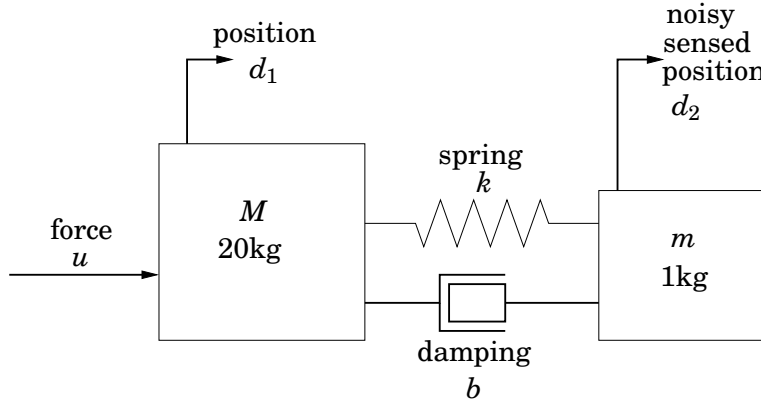 position
d₁
noisy
sensed
position
d₂
spring
k
M
20kg
m
1kg
force
u
damping
b